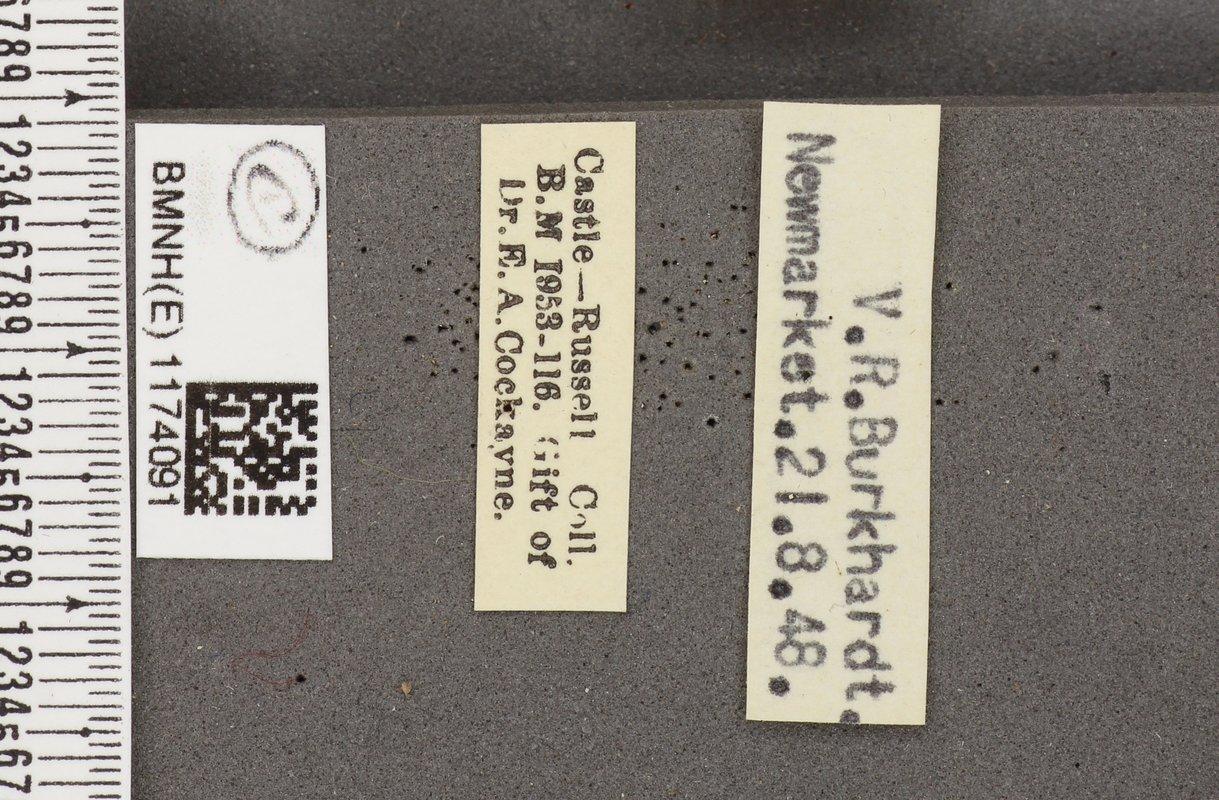 BMNH(E) 1174091
C
Castle—Russell Coll.
B.M 1953-116. Gift of
Dr. E. A. Cockayne.
V.R.Burkhardt.
Newmarket.21.8.48.